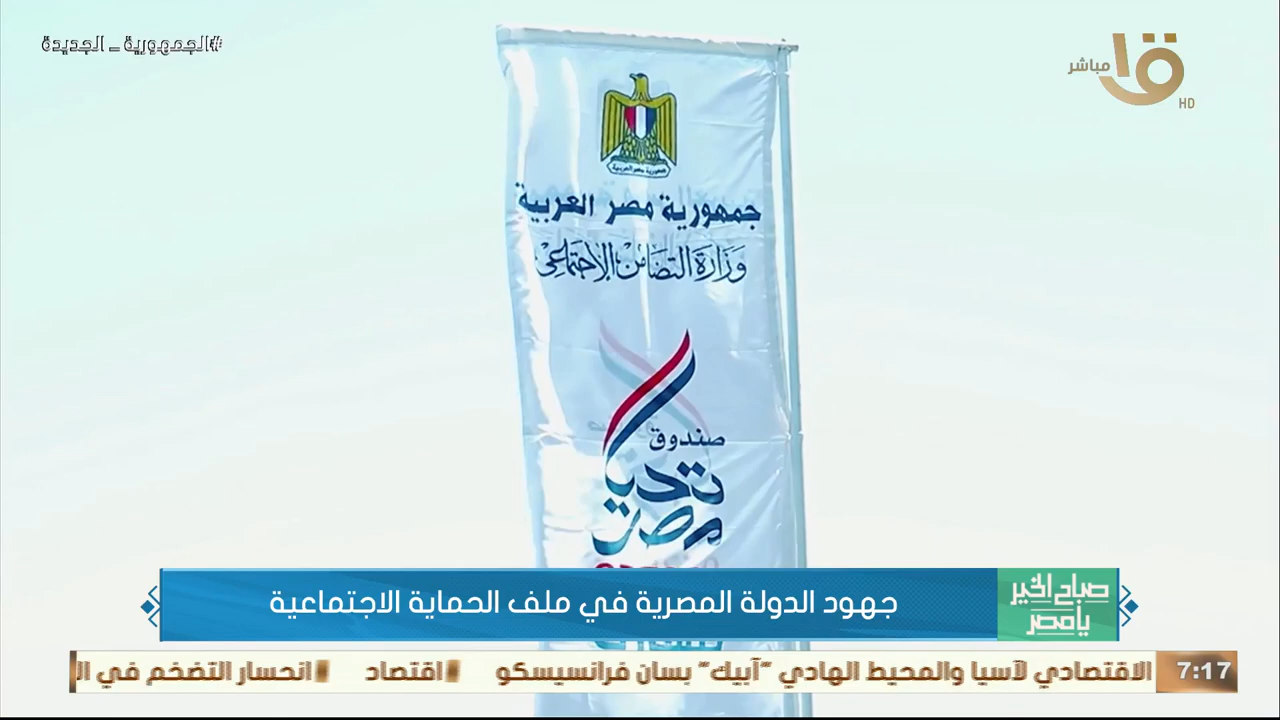 #الجمهورية_الجديدة
مباشر
HD
جمهورية مصر العربية
جمهورية مصر العربية
وزارة التضامن الاجتماعي
صندوق
تحيا
مصر
جهود الدولة المصرية في ملف الحماية الاجتماعية
صباح الخير
يا مصر
7:17
الاقتصادي لآسيا والمحيط الهادي "آبيك" بسان فرانسيسكو اقتصاد انحسار التضخم في ال